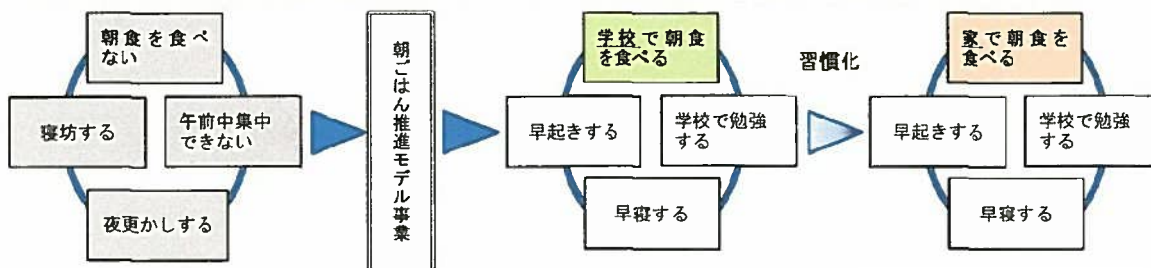 朝食を食べ
ない
寝坊する
午前中集中
できない
夜更かしする
朝ごはん推進モデル事業
学校で朝食
を食べる
早起きする
学校で勉強
する
早寝する
習慣化
家で朝食を
食べる
早起きする
学校で勉強
する
早寝する